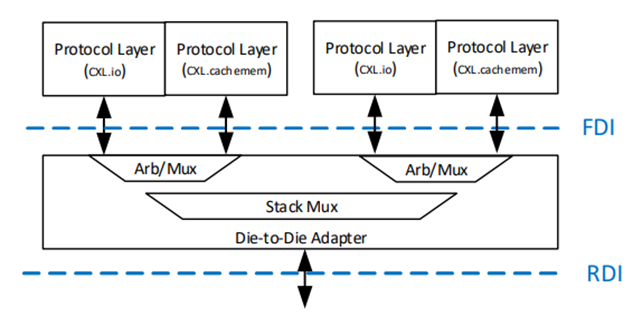 Protocol Layer
(CXL.io)
Protocol Layer
(CXL.cachemem)
Protocol Layer
(CXL.io)
Protocol Layer
(CXL.cachemem)
FDI
Arb/Mux
Arb/Mux
Stack Mux
Die-to-Die Adapter
RDI